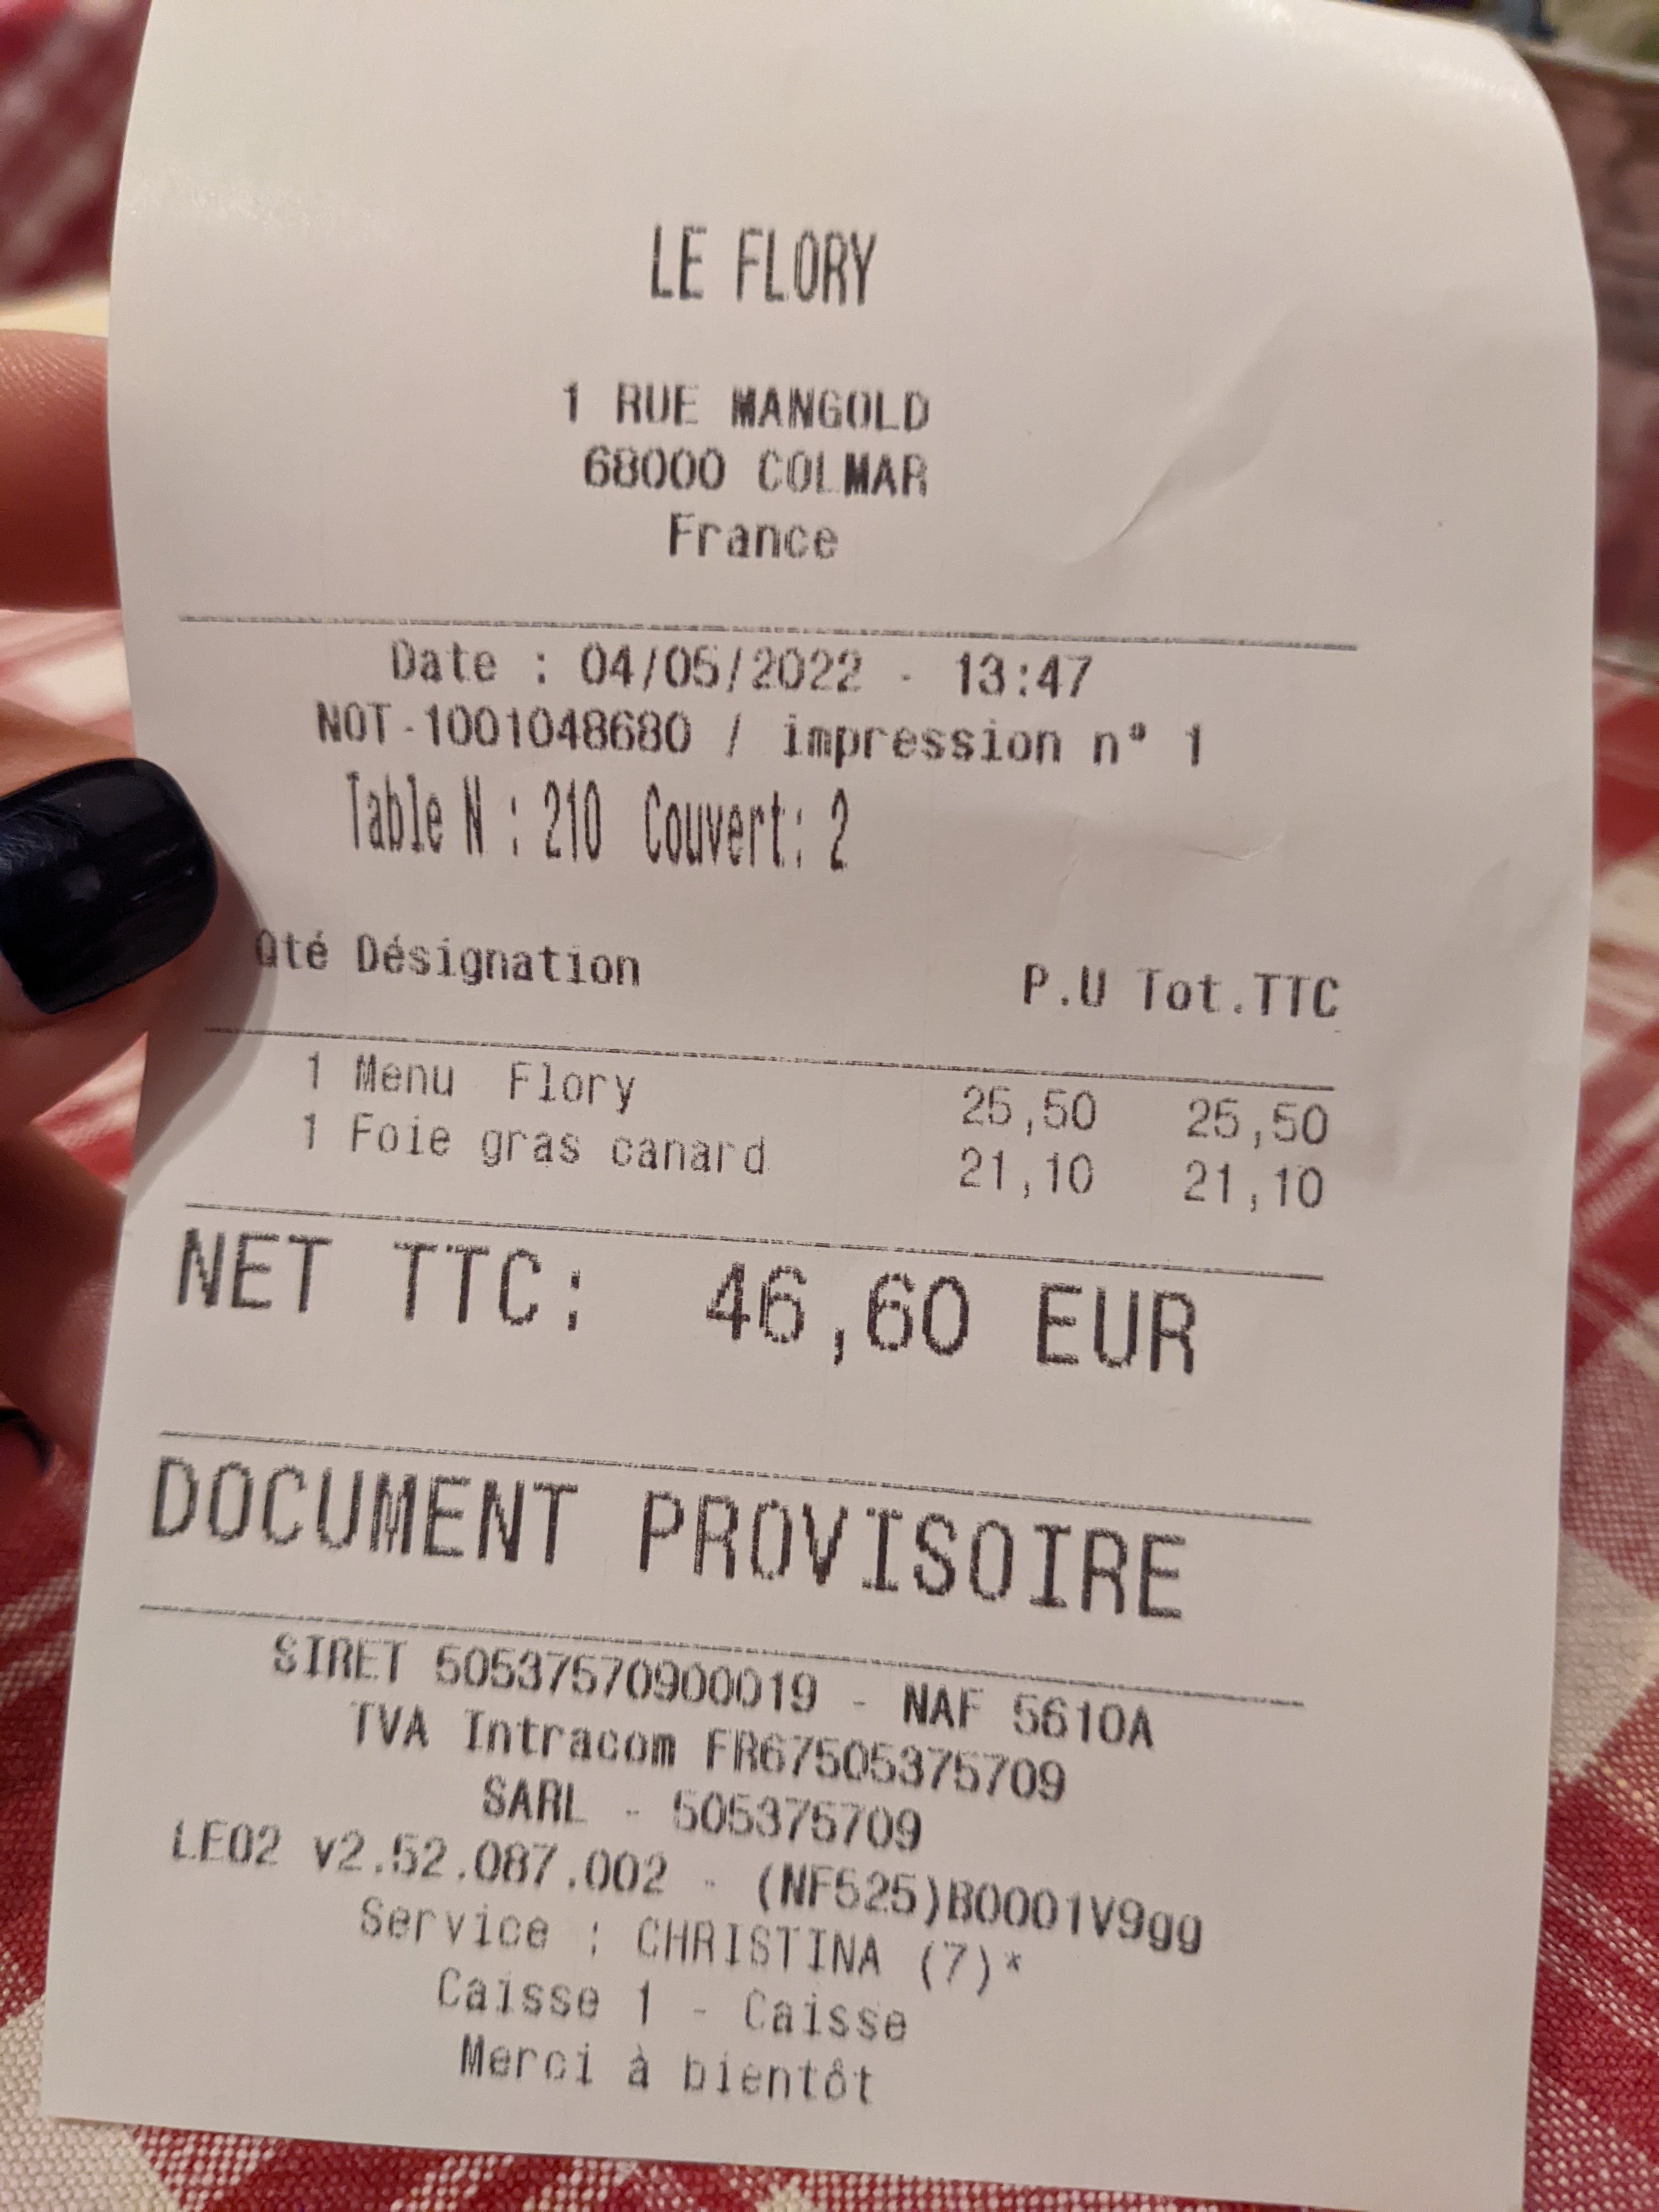 LE FLORY
1 RUE MANGOLD
68000 COLMAR
France
Date : 04/05/2022 - 13:47
NOT-1001048680 / impression n° 1
Table N : 210 Couvert: 2
Qté Désignation P.U Tot.TTC
1 Menu Flory 25,50 25,50
1 Foie gras canard 21,10 21,10
NET TTC: 46,60 EUR
DOCUMENT PROVISOIRE
SIRET 50537570900019 - NAF 5610A
TVA Intracom FR67505375709
SARL - 505375709
LEO2 v2.52.087.002 - (NF525)B0001V9gg
Service : CHRISTINA (7)*
Caisse 1 - Caisse
Merci à bientôt